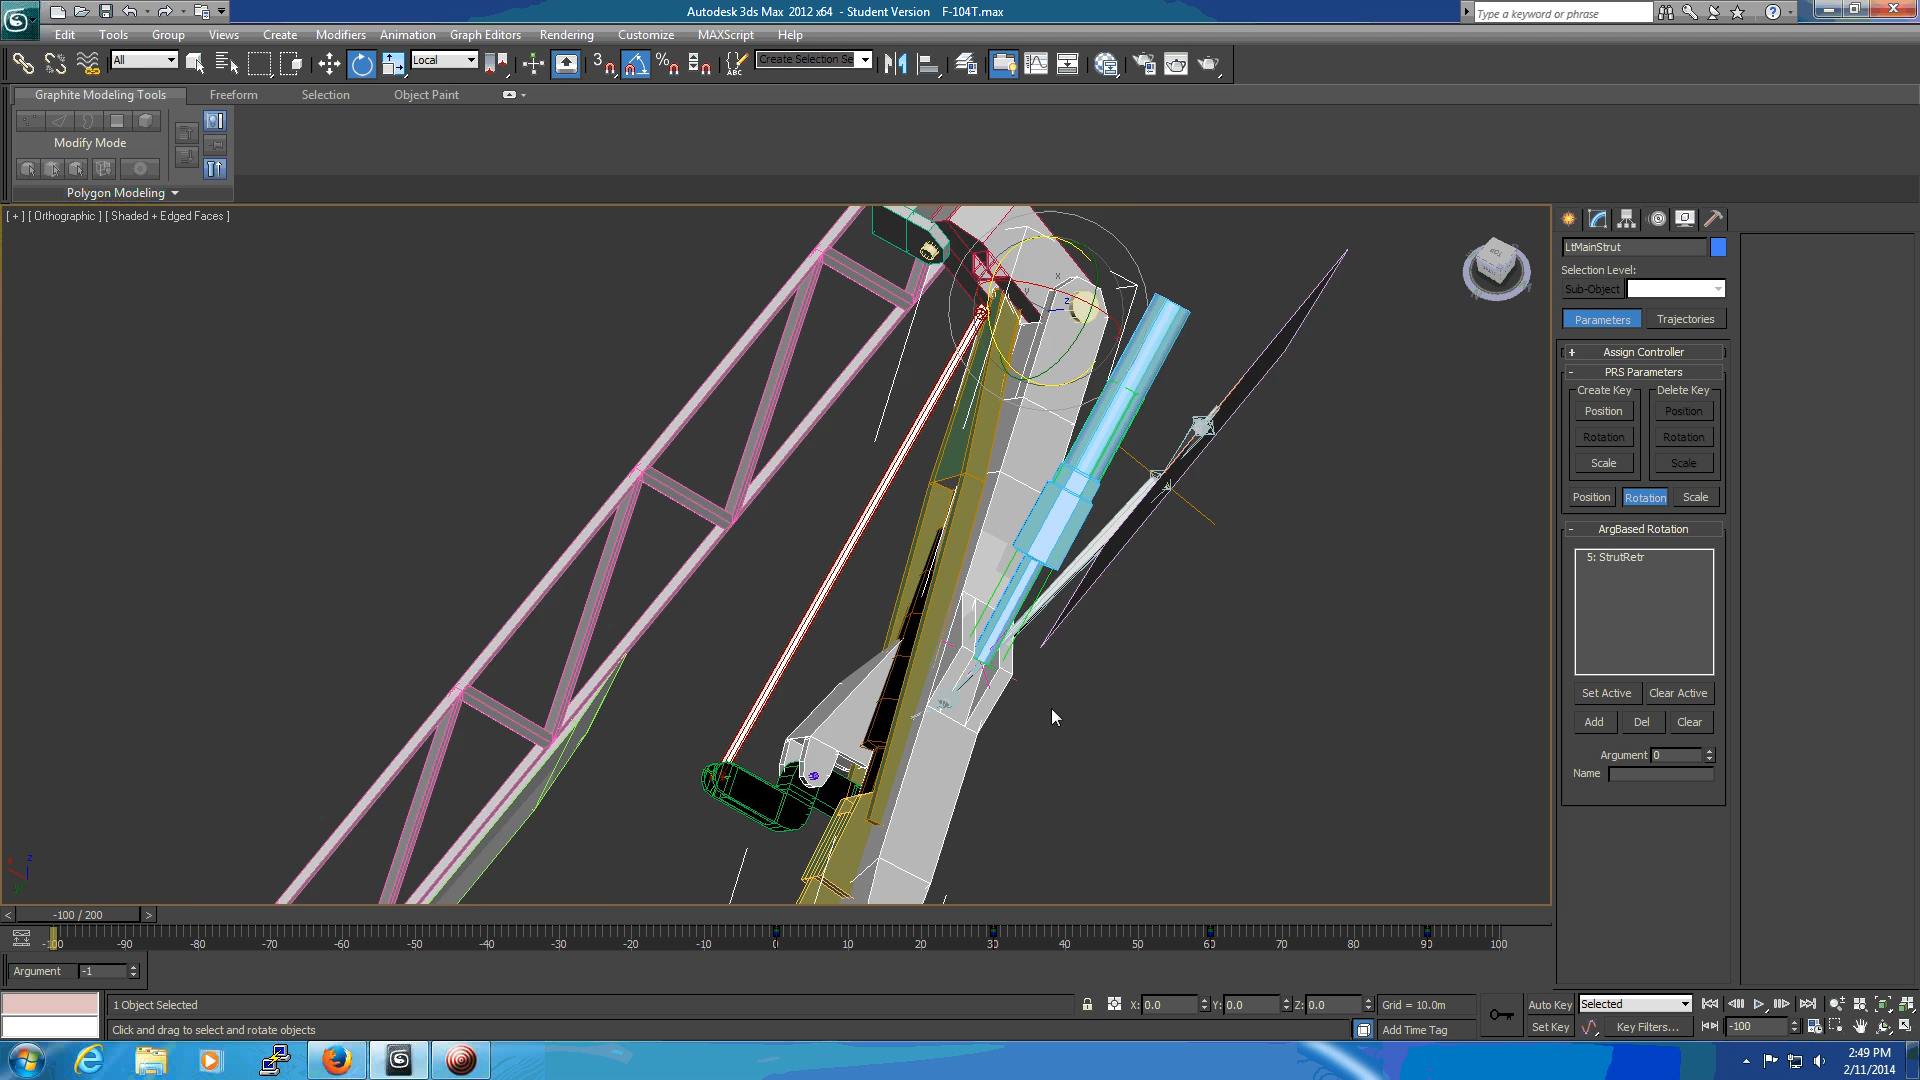 Autodesk 3ds Max 2012 x64 - Student Version F-104T.max
Type a keyword or phrase
Edit Tools Group Views Create Modifiers Animation Graph Editors Rendering Customize MAXScript Help
All Local 3 Create Selection Se
Graphite Modeling Tools Freeform Selection Object Paint
Modify Mode
Polygon Modeling
[ + ] [ Orthographic ] [ Shaded + Edged Faces ]
LtMainStrut
Selection Level:
Sub-Object
Parameters Trajectories
+ Assign Controller
- PRS Parameters
Create Key Delete Key
Position Position
Rotation Rotation
Scale Scale
Position Rotation Scale
- ArgBased Rotation
5: StrutRetr
Set Active Clear Active
Add Del Clear
Argument 0
Name
x
y
z
z
< -100 / 200 >
-100 -90 -80 -70 -60 -50 -40 -30 -20 -10 0 10 20 30 40 50 60 70 80 90 100
Argument -1
1 Object Selected X: 0.0 Y: 0.0 Z: 0.0 Grid = 10.0m Auto Key Selected
Click and drag to select and rotate objects Add Time Tag Set Key Key Filters... -100
2:49 PM
2/11/2014